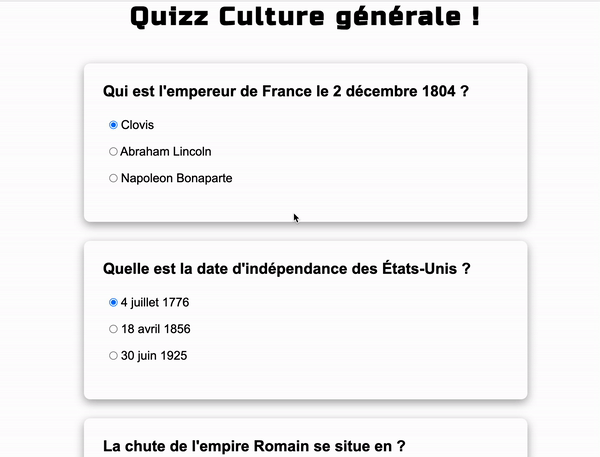 Quizz Culture générale !
Qui est l'empereur de France le 2 décembre 1804 ?
Clovis
Abraham Lincoln
Napoleon Bonaparte
Quelle est la date d'indépendance des États-Unis ?
4 juillet 1776
18 avril 1856
30 juin 1925
La chute de l'empire Romain se situe en ?